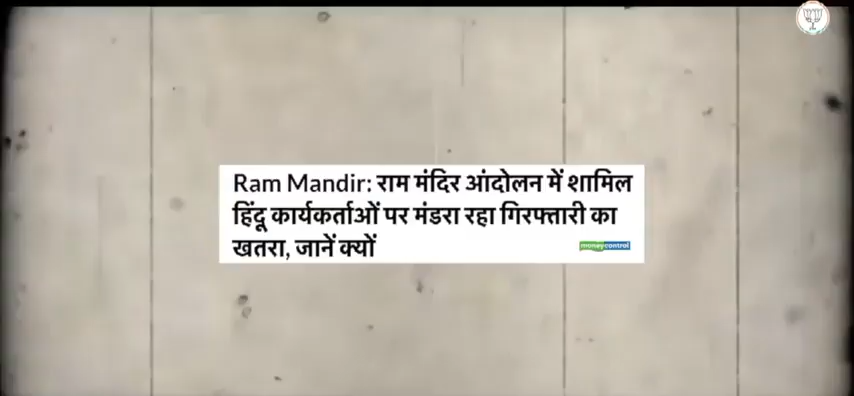 Ram Mandir: राम मंदिर आंदोलन में शामिल
हिंदू कार्यकर्ताओं पर मंडरा रहा गिरफ्तारी का
खतरा, जानें क्यों
moneycontrol